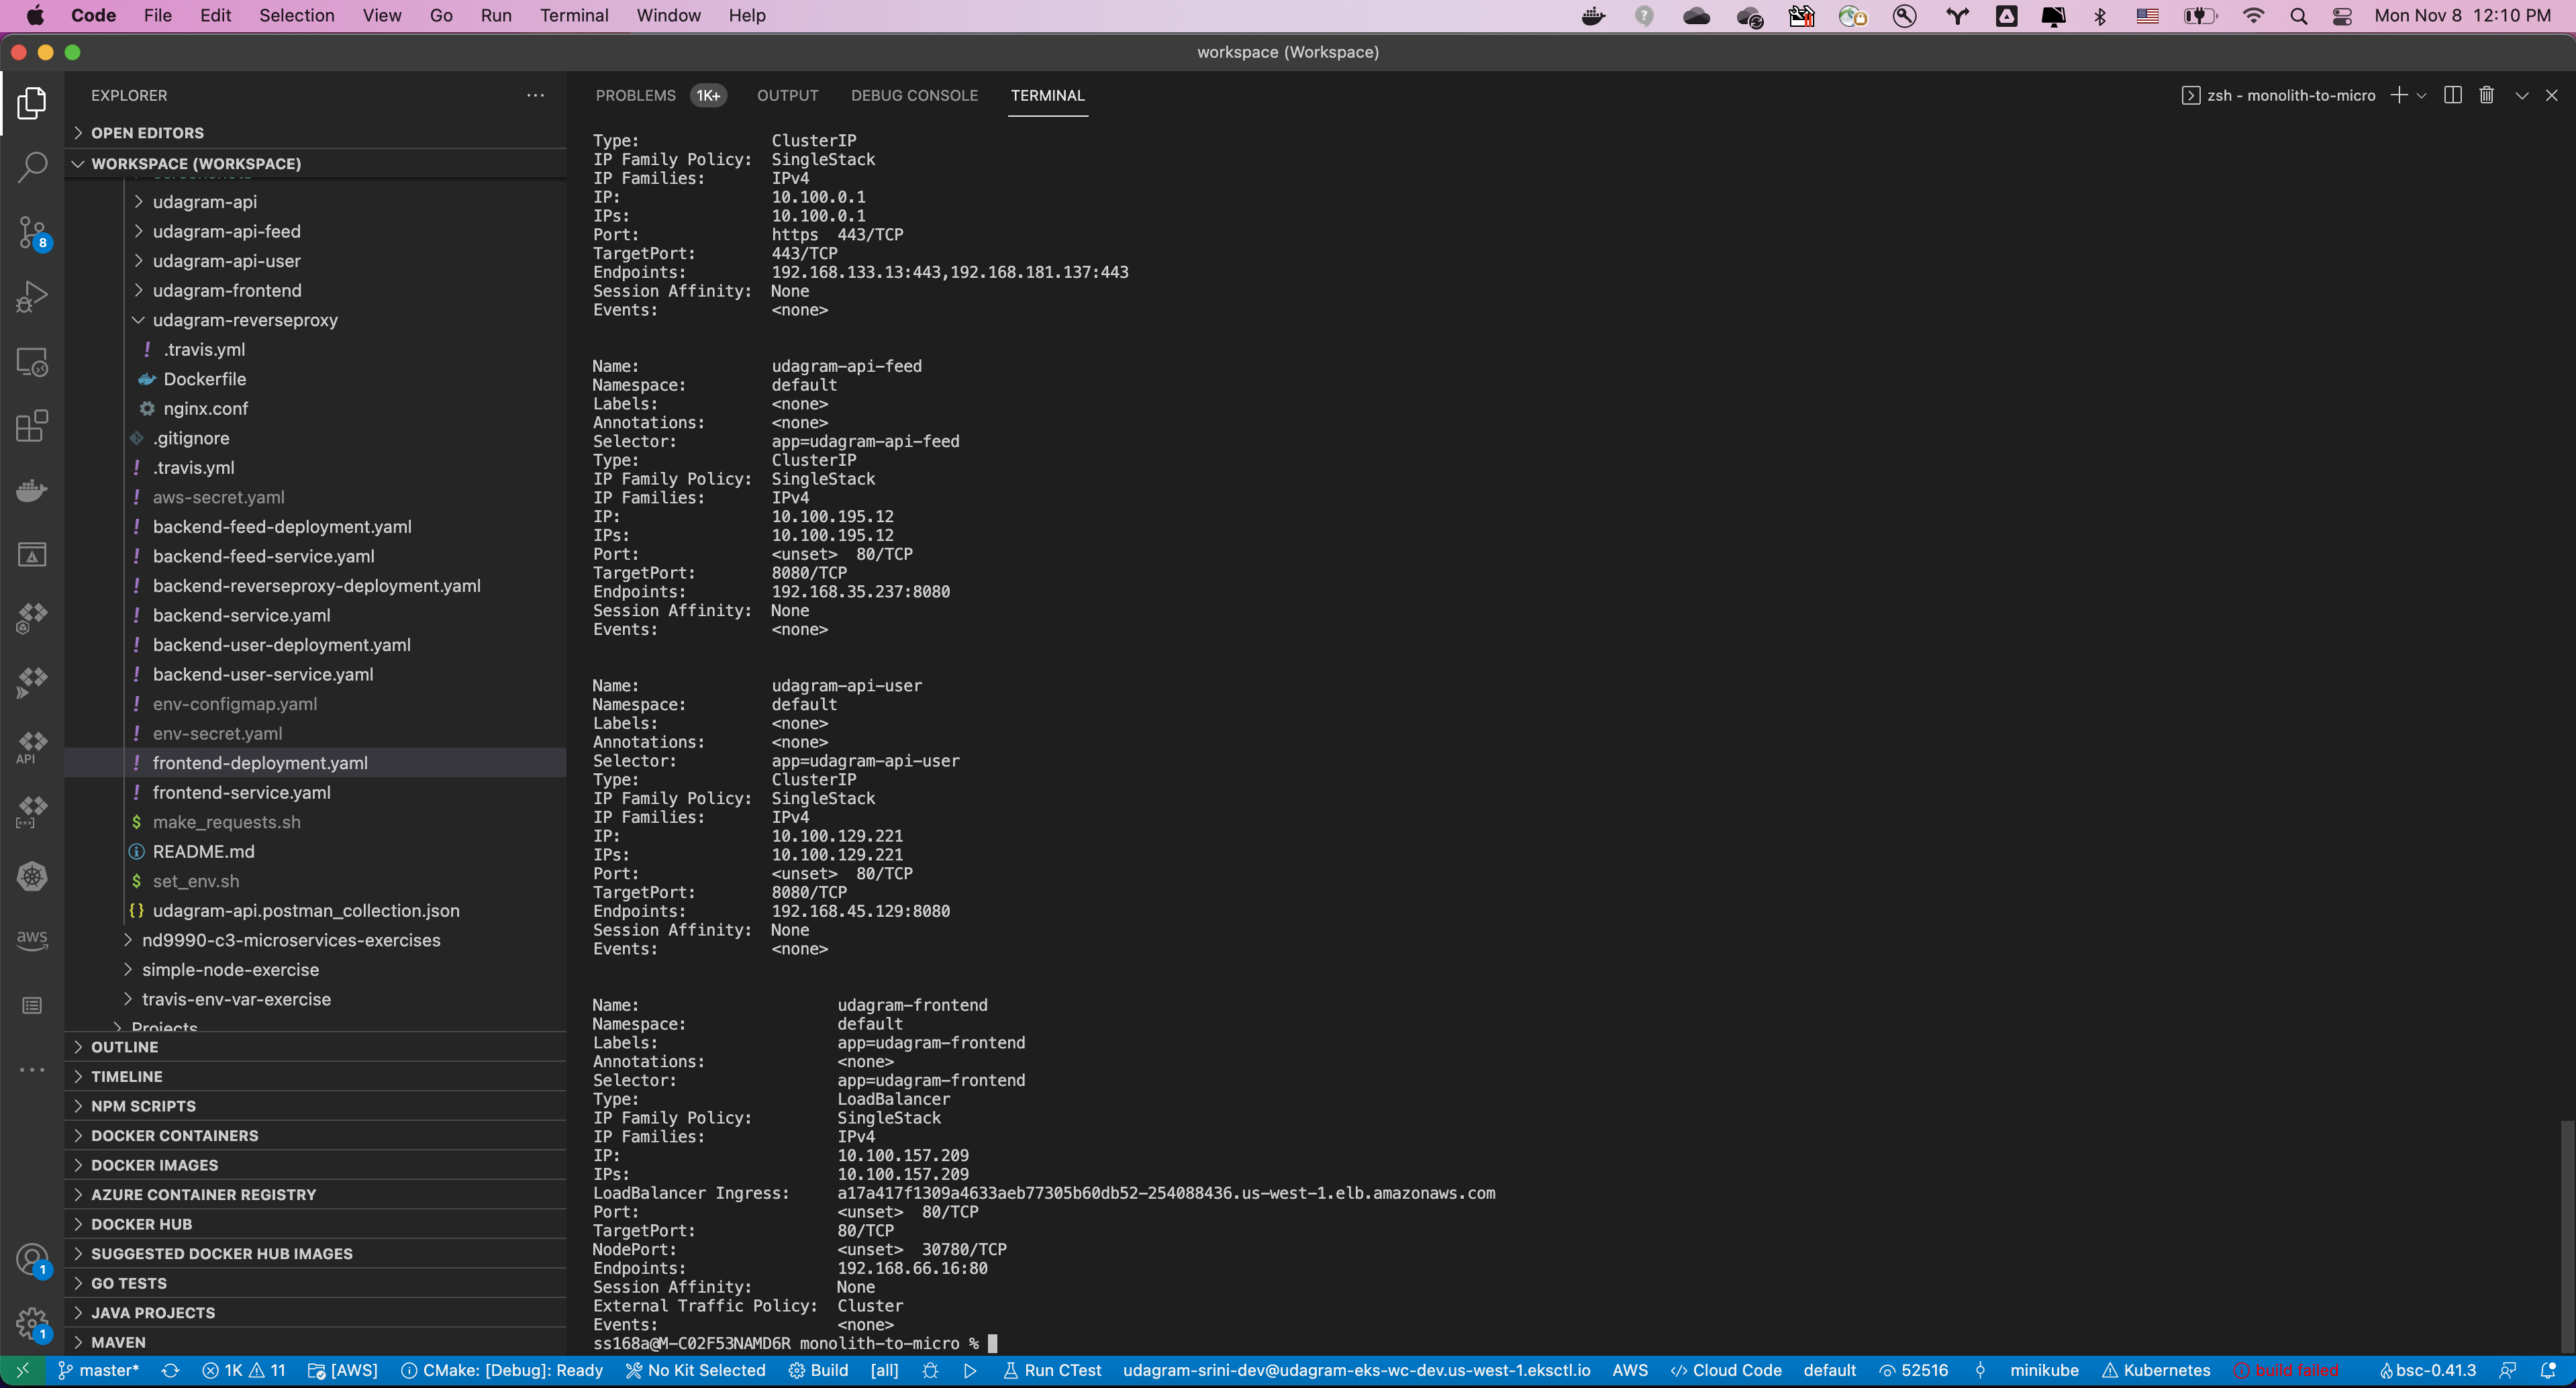 Code File Edit Selection View Go Run Terminal Window Help
Mon Nov 8 12:10 PM
workspace (Workspace)
EXPLORER
OPEN EDITORS
WORKSPACE (WORKSPACE)
screenshots
udagram-api
udagram-api-feed
udagram-api-user
udagram-frontend
udagram-reverseproxy
.travis.yml
Dockerfile
nginx.conf
.gitignore
.travis.yml
aws-secret.yaml
backend-feed-deployment.yaml
backend-feed-service.yaml
backend-reverseproxy-deployment.yaml
backend-service.yaml
backend-user-deployment.yaml
backend-user-service.yaml
env-configmap.yaml
env-secret.yaml
frontend-deployment.yaml
frontend-service.yaml
make_requests.sh
README.md
set_env.sh
udagram-api.postman_collection.json
nd9990-c3-microservices-exercises
simple-node-exercise
travis-env-var-exercise
Projects
OUTLINE
TIMELINE
NPM SCRIPTS
DOCKER CONTAINERS
DOCKER IMAGES
AZURE CONTAINER REGISTRY
DOCKER HUB
SUGGESTED DOCKER HUB IMAGES
GO TESTS
JAVA PROJECTS
MAVEN
8
API
aws
1
1
PROBLEMS 1K+ OUTPUT DEBUG CONSOLE TERMINAL
zsh - monolith-to-micro
Type: ClusterIP
IP Family Policy: SingleStack
IP Families: IPv4
IP: 10.100.0.1
IPs: 10.100.0.1
Port: https 443/TCP
TargetPort: 443/TCP
Endpoints: 192.168.133.13:443,192.168.181.137:443
Session Affinity: None
Events: <none>
Name: udagram-api-feed
Namespace: default
Labels: <none>
Annotations: <none>
Selector: app=udagram-api-feed
Type: ClusterIP
IP Family Policy: SingleStack
IP Families: IPv4
IP: 10.100.195.12
IPs: 10.100.195.12
Port: <unset> 80/TCP
TargetPort: 8080/TCP
Endpoints: 192.168.35.237:8080
Session Affinity: None
Events: <none>
Name: udagram-api-user
Namespace: default
Labels: <none>
Annotations: <none>
Selector: app=udagram-api-user
Type: ClusterIP
IP Family Policy: SingleStack
IP Families: IPv4
IP: 10.100.129.221
IPs: 10.100.129.221
Port: <unset> 80/TCP
TargetPort: 8080/TCP
Endpoints: 192.168.45.129:8080
Session Affinity: None
Events: <none>
Name: udagram-frontend
Namespace: default
Labels: app=udagram-frontend
Annotations: <none>
Selector: app=udagram-frontend
Type: LoadBalancer
IP Family Policy: SingleStack
IP Families: IPv4
IP: 10.100.157.209
IPs: 10.100.157.209
LoadBalancer Ingress: a17a417f1309a4633aeb77305b60db52-254088436.us-west-1.elb.amazonaws.com
Port: <unset> 80/TCP
TargetPort: 80/TCP
NodePort: <unset> 30780/TCP
Endpoints: 192.168.66.16:80
Session Affinity: None
External Traffic Policy: Cluster
Events: <none>
ss168a@M-C02F53NAMD6R monolith-to-micro %
master* 1K 11 [AWS] CMake: [Debug]: Ready No Kit Selected Build [all] Run CTest udagram-srini-dev@udagram-eks-wc-dev.us-west-1.eksctl.io AWS Cloud Code default 52516 minikube Kubernetes build failed bsc-0.41.3